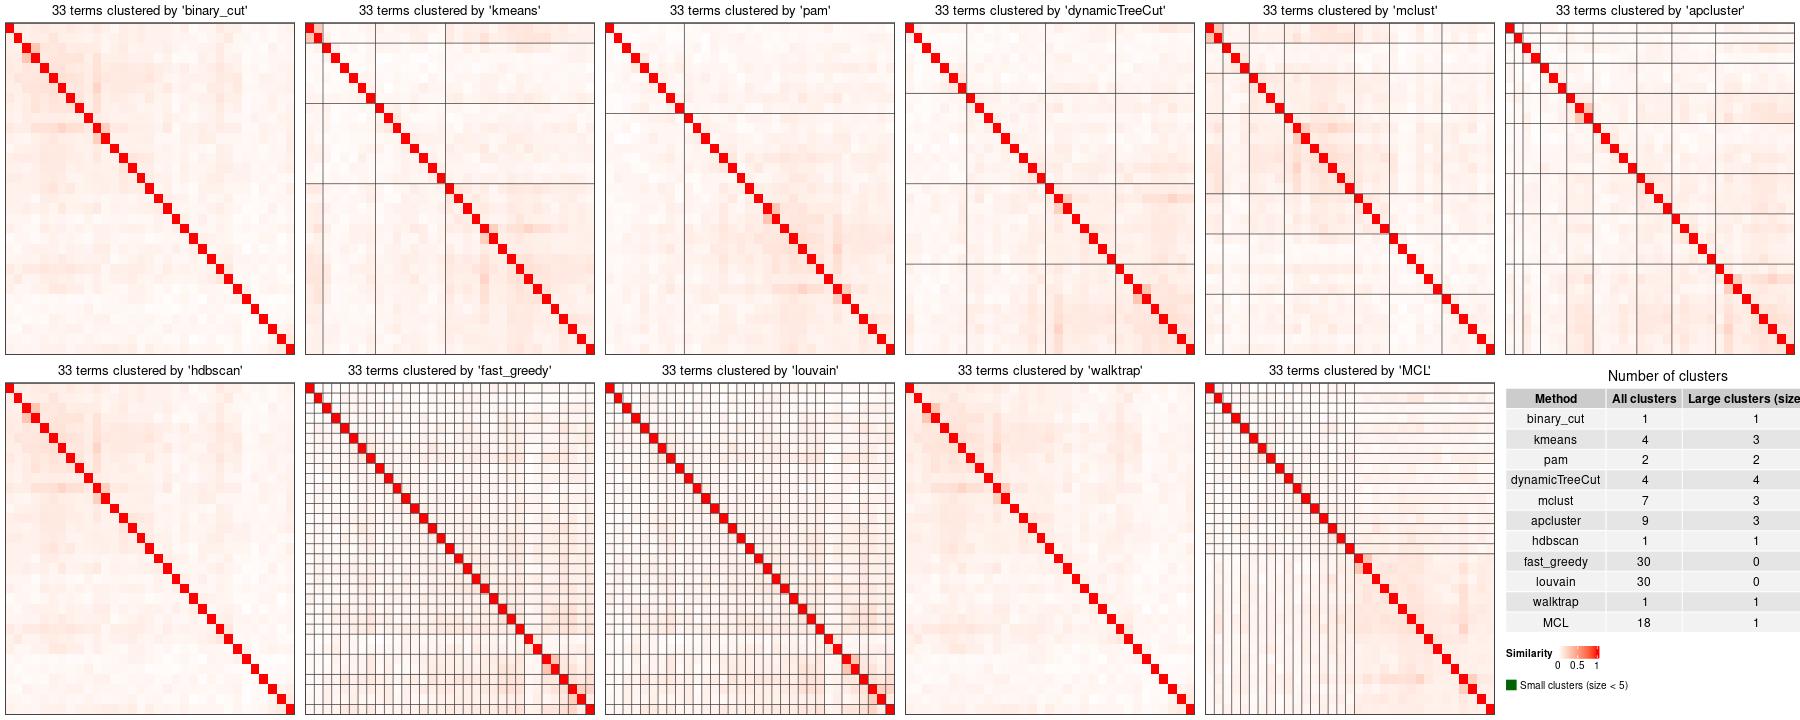 33 terms clustered by 'binary_cut'
33 terms clustered by 'kmeans'
33 terms clustered by 'pam'
33 terms clustered by 'dynamicTreeCut'
33 terms clustered by 'mclust'
33 terms clustered by 'apcluster'
33 terms clustered by 'hdbscan'
33 terms clustered by 'fast_greedy'
33 terms clustered by 'louvain'
33 terms clustered by 'walktrap'
33 terms clustered by 'MCL'
Number of clusters
Method All clusters Large clusters (size
binary_cut 1 1
kmeans 4 3
pam 2 2
dynamicTreeCut 4 4
mclust 7 3
apcluster 9 3
hdbscan 1 1
fast_greedy 30 0
louvain 30 0
walktrap 1 1
MCL 18 1
Similarity
0 0.5 1
Small clusters (size < 5)